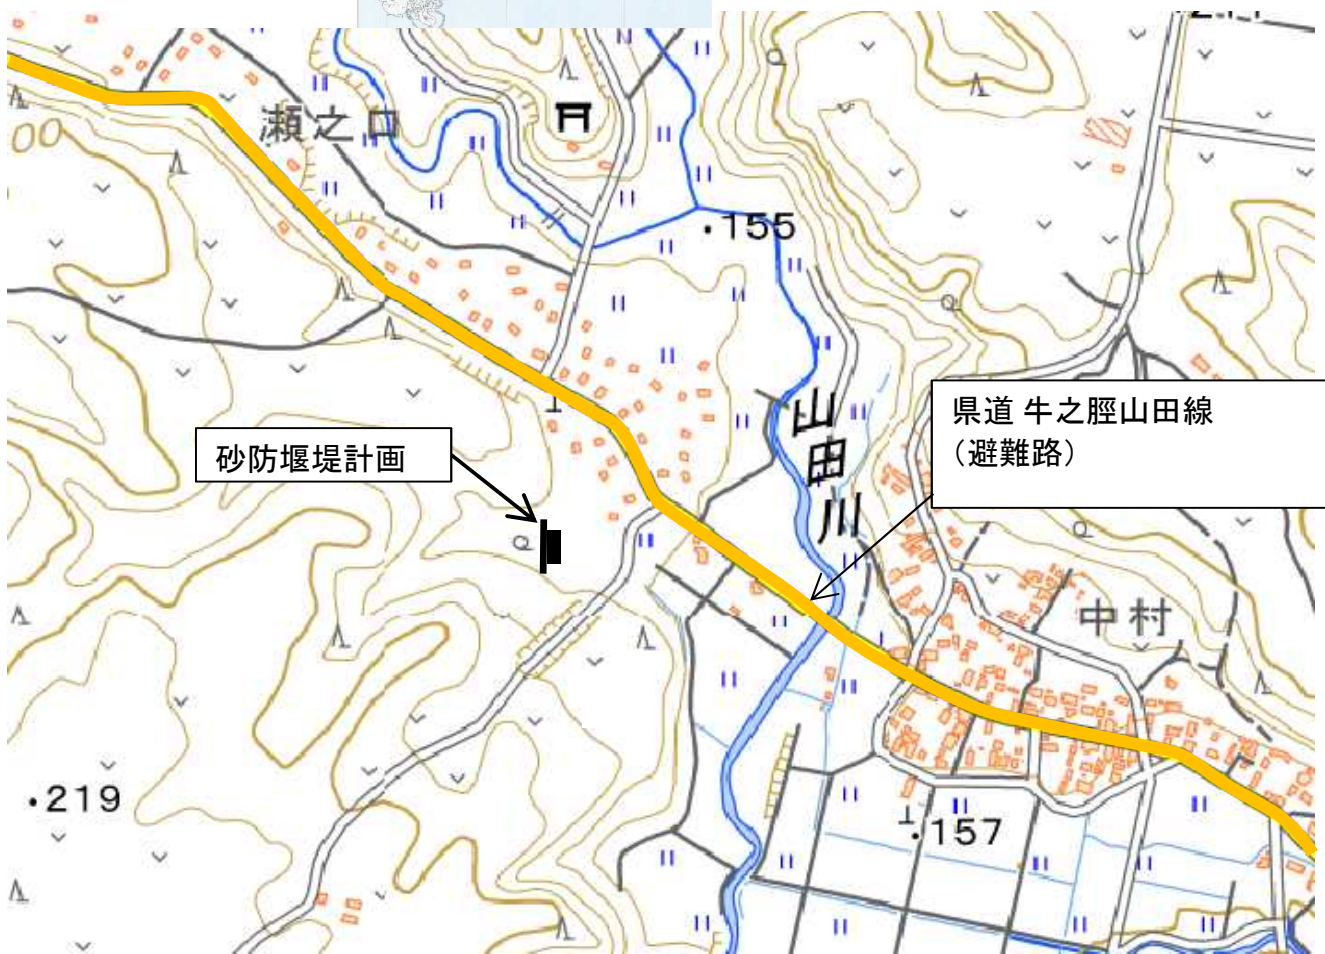 瀬之口
00
・155
山田川
県道 牛之脛山田線
（避難路）
砂防堰堤計画
中村
・219
・157